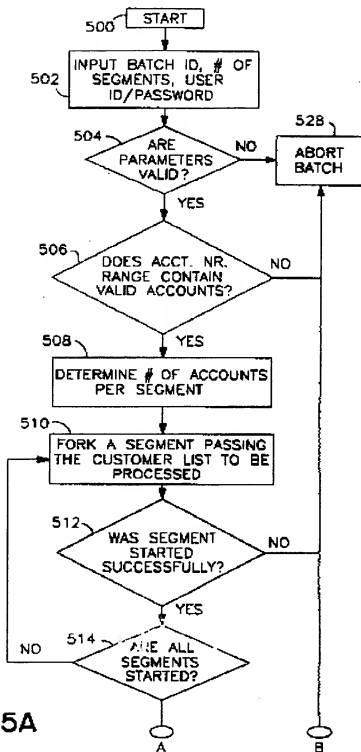 500
START
INPUT BATCH ID, # OF
SEGMENTS, USER
ID/PASSWORD
502
504
ARE
PARAMETERS
VALID?
NO
528
ABORT
BATCH
YES
506
DOES ACCT. NR.
RANGE CONTAIN
VALID ACCOUNTS?
NO
YES
508
DETERMINE # OF ACCOUNTS
PER SEGMENT
510
FORK A SEGMENT PASSING
THE CUSTOMER LIST TO BE
PROCESSED
512
WAS SEGMENT
STARTED
SUCCESSFULLY?
NO
YES
514
NO
ARE ALL
SEGMENTS
STARTED?
5A
A
B